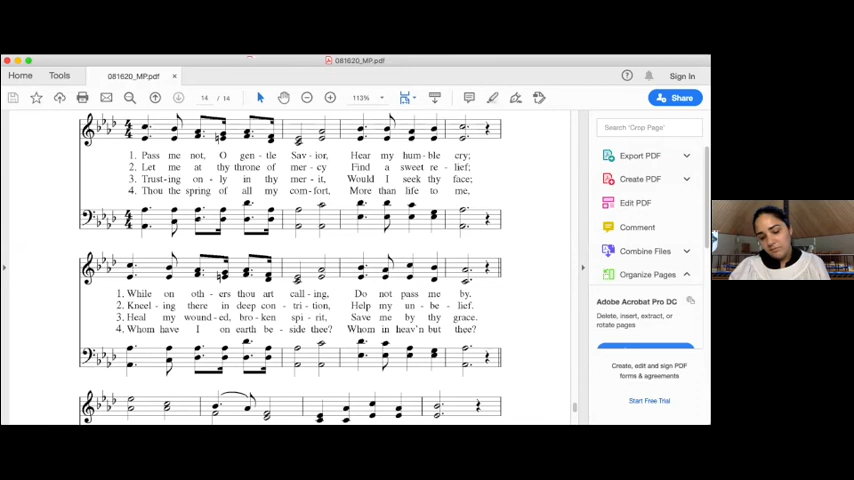 081620_MP.pdf
Home Tools 081620_MP.pdf × Sign In
14 / 14 113% Share
Search 'Crop Page'
Export PDF
Create PDF
Edit PDF
Comment
Combine Files
Organize Pages
Adobe Acrobat Pro DC
Delete, insert, extract, or
rotate pages
Create, edit and sign PDF
forms & agreements
Start Free Trial
1. Pass me not, O gen - tle Sav - ior, Hear my hum - ble cry;
2. Let me at thy throne of mer - cy Find a sweet re - lief;
3. Trust - ing on - ly in thy mer - it, Would I seek thy face;
4. Thou the spring of all my com - fort, More than life to me,
1. While on oth - ers thou art call - ing, Do not pass me by.
2. Kneel - ing there in deep con - tri - tion, Help my un - be - lief.
3. Heal my wound - ed, bro - ken spi - rit, Save me by thy grace.
4. Whom have I on earth be - side thee? Whom in heav'n but thee?